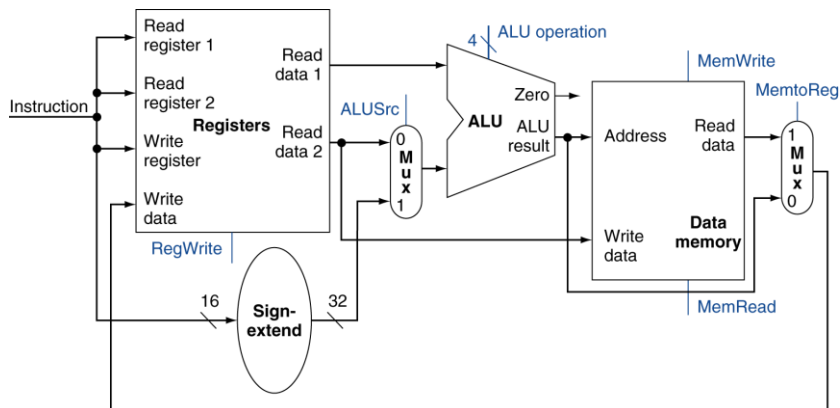 Read
register 1
Read
register 2
Write
register
Write
data
Registers
Read
data 1
Read
data 2
Instruction
RegWrite
16
Sign-
extend
32
ALUSrc
0
Mux
1
4
ALU operation
Zero
ALU
ALU
result
MemWrite
Address
Read
data
Write
data
Data
memory
MemRead
MemtoReg
1
Mux
0